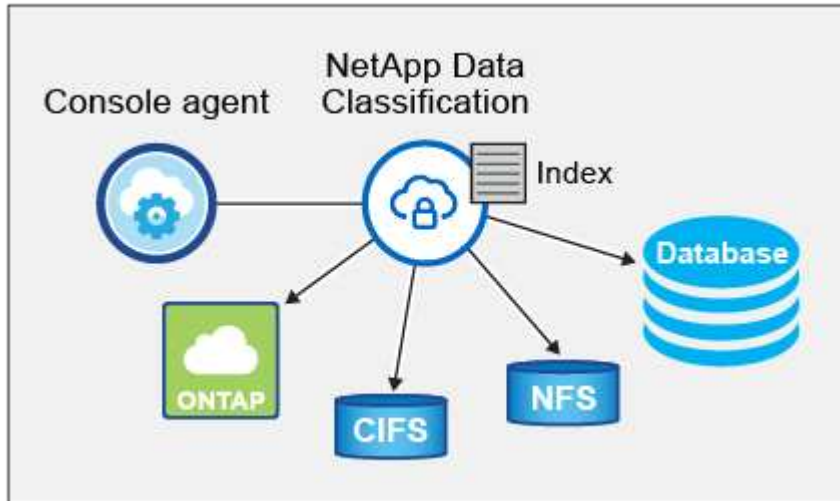 NetApp Data
Classification
Console agent
Index
Database
ONTAP
CIFS
NFS